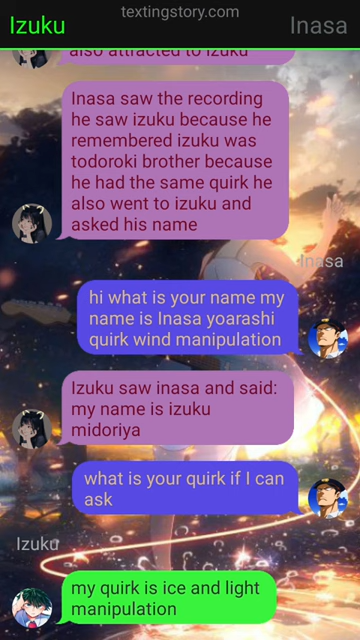 textingstory.com
Izuku
Inasa
also attracted to izuku
Inasa saw the recording
he saw izuku because he
remembered izuku was
todoroki brother because
he had the same quirk he
also went to izuku and
asked his name
Inasa
hi what is your name my
name is Inasa yoarashi
quirk wind manipulation
Izuku saw inasa and said:
my name is izuku
midoriya
what is your quirk if I can
ask
Izuku
my quirk is ice and light
manipulation